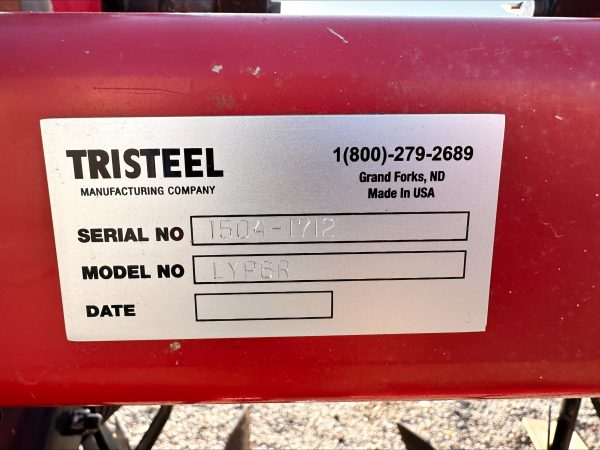 TRISTEEL
MANUFACTURING COMPANY
1(800)-279-2689
Grand Forks, ND
Made In USA
SERIAL NO 1504-1712
MODEL NO
DATE